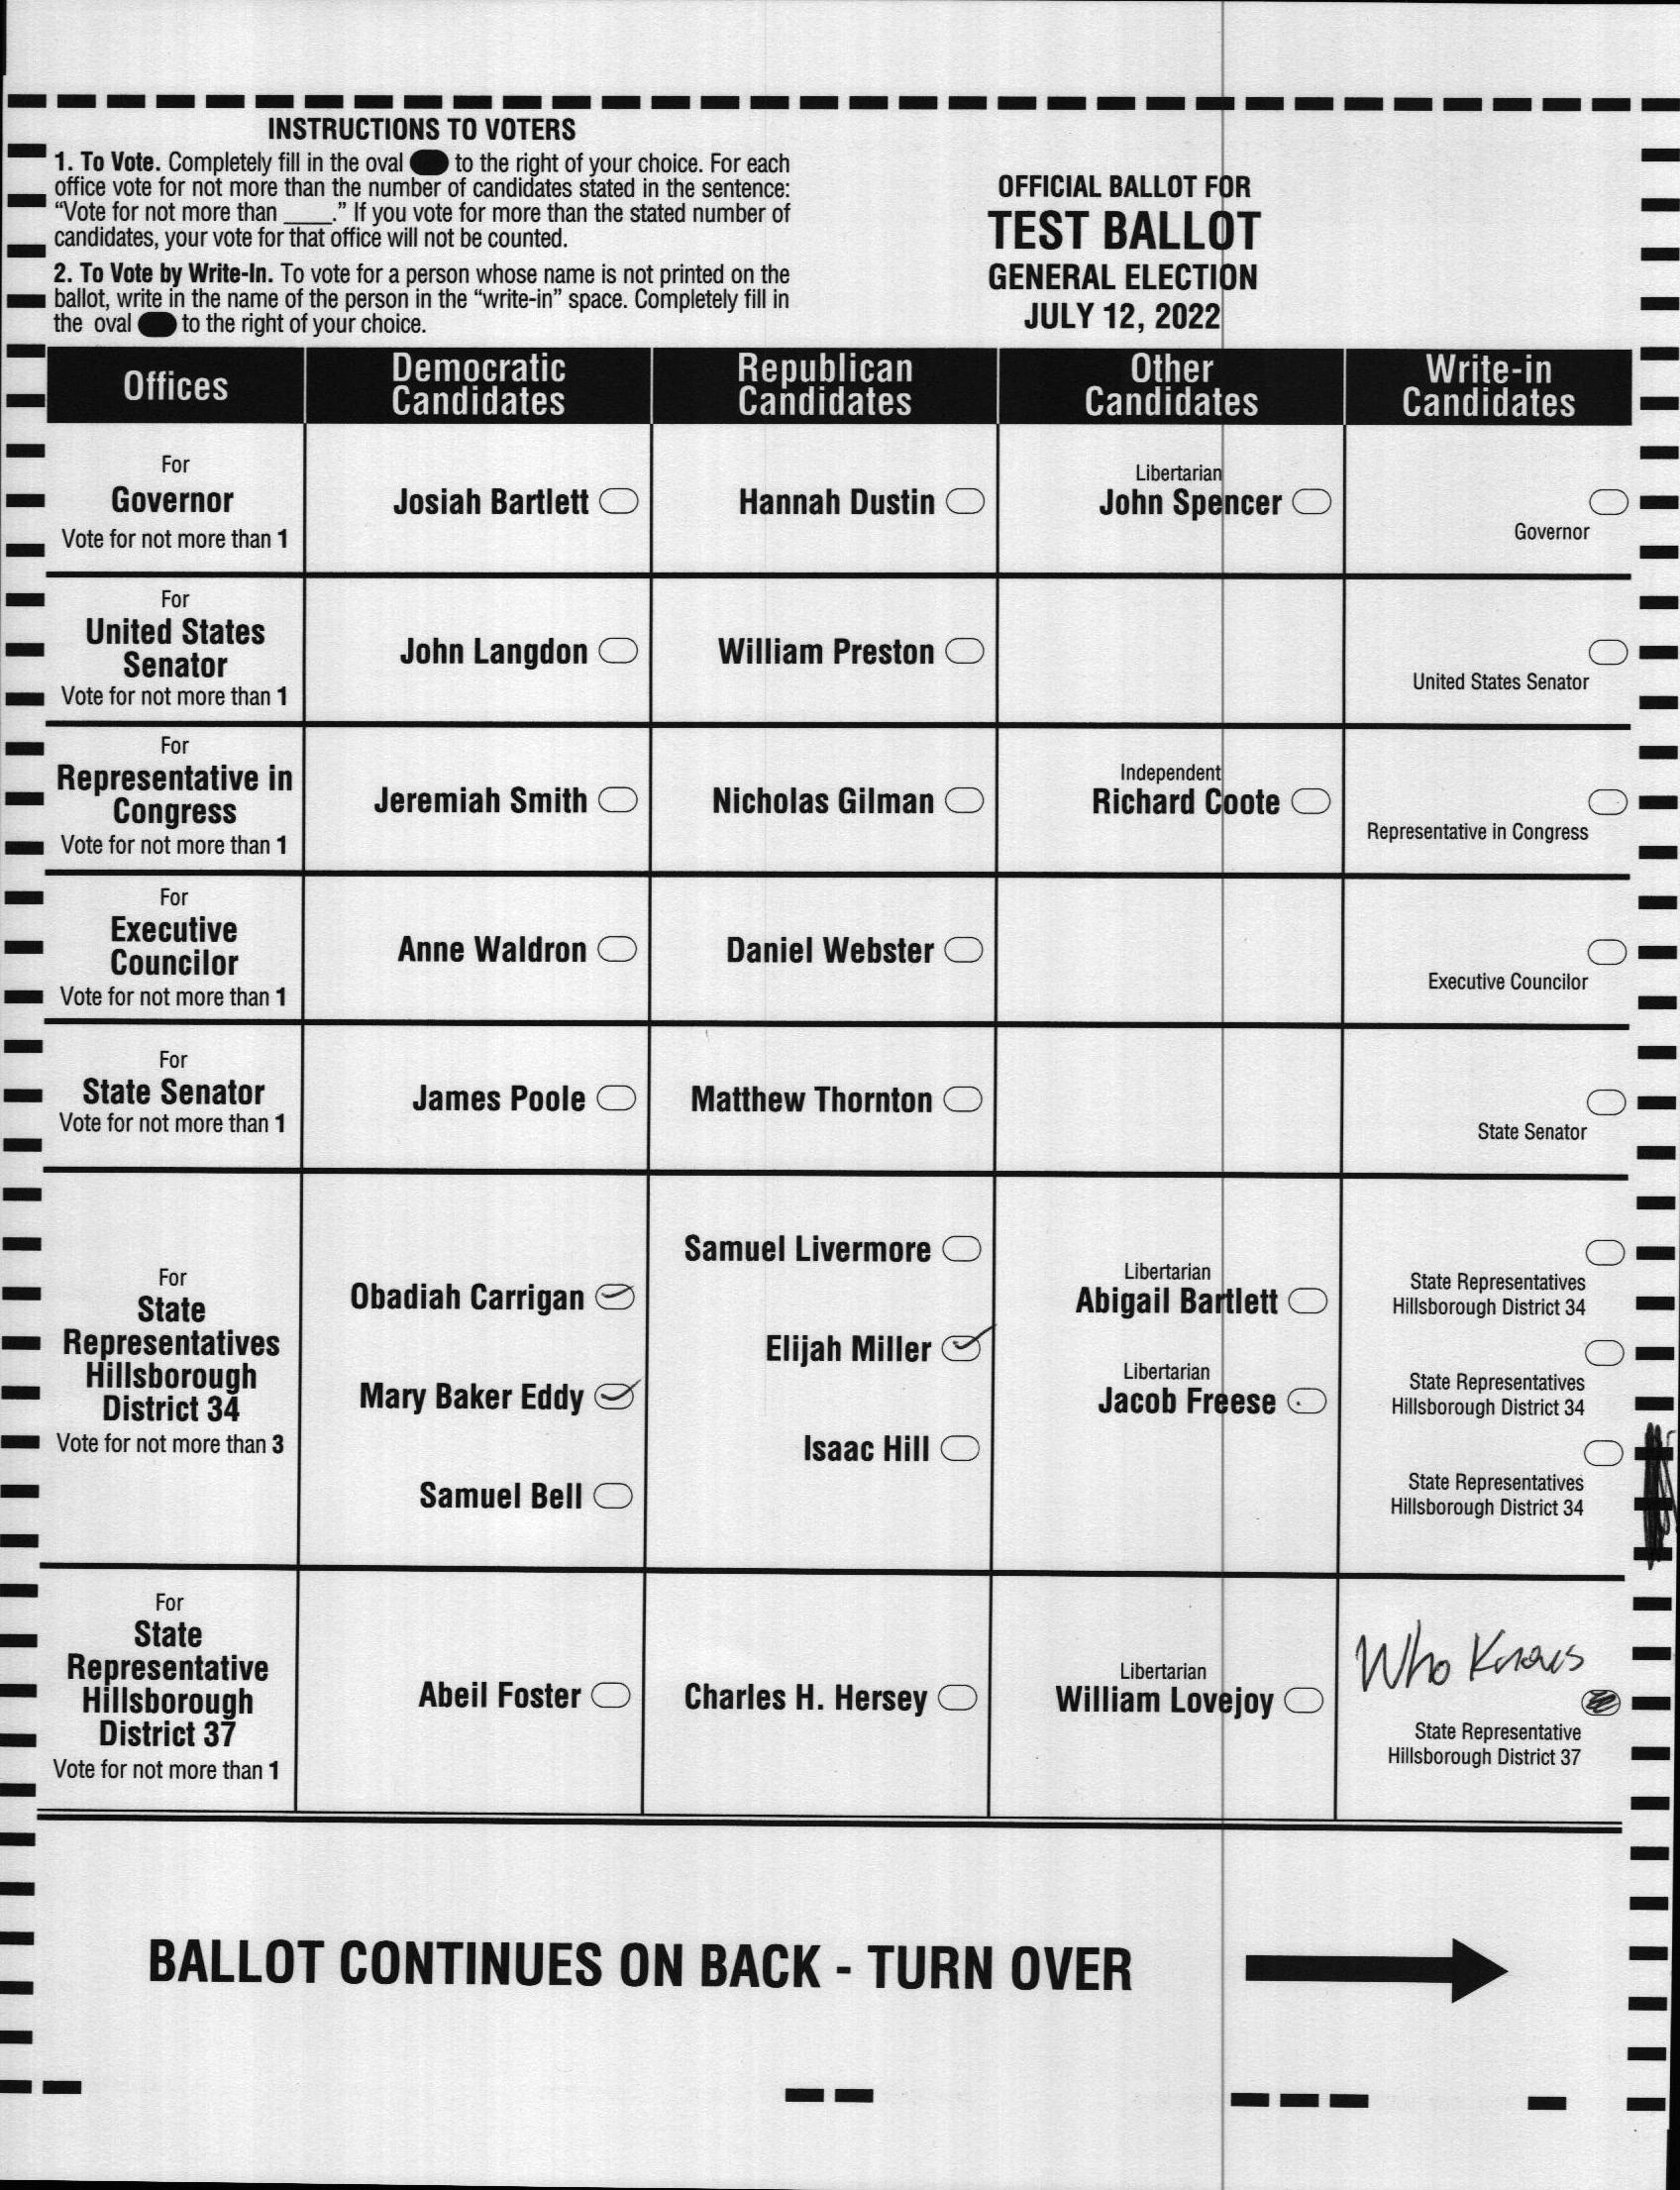 INSTRUCTIONS TO VOTERS
1. To Vote. Completely fill in the oval to the right of your choice. For each
office vote for not more than the number of candidates stated in the sentence:
“Vote for not more than ____.” If you vote for more than the stated number of
candidates, your vote for that office will not be counted.
2. To Vote by Write-In. To vote for a person whose name is not printed on the
ballot, write in the name of the person in the “write-in” space. Completely fill in
the oval to the right of your choice.
OFFICIAL BALLOT FOR
TEST BALLOT
GENERAL ELECTION
JULY 12, 2022
Offices
Democratic
Candidates
Republican
Candidates
Other
Candidates
Write-in
Candidates
For
Governor
Vote for not more than 1
Josiah Bartlett
Hannah Dustin
Libertarian
John Spencer
Governor
For
United States
Senator
Vote for not more than 1
John Langdon
William Preston
United States Senator
For
Representative in
Congress
Vote for not more than 1
Jeremiah Smith
Nicholas Gilman
Independent
Richard Coote
Representative in Congress
For
Executive
Councilor
Vote for not more than 1
Anne Waldron
Daniel Webster
Executive Councilor
For
State Senator
Vote for not more than 1
James Poole
Matthew Thornton
State Senator
For
State
Representatives
Hillsborough
District 34
Vote for not more than 3
Obadiah Carrigan
Mary Baker Eddy
Samuel Bell
Samuel Livermore
Elijah Miller
Isaac Hill
Libertarian
Abigail Bartlett
Libertarian
Jacob Freese
State Representatives
Hillsborough District 34
State Representatives
Hillsborough District 34
State Representatives
Hillsborough District 34
For
State
Representative
Hillsborough
District 37
Vote for not more than 1
Abeil Foster
Charles H. Hersey
Libertarian
William Lovejoy
Who Knows
State Representative
Hillsborough District 37
BALLOT CONTINUES ON BACK - TURN OVER